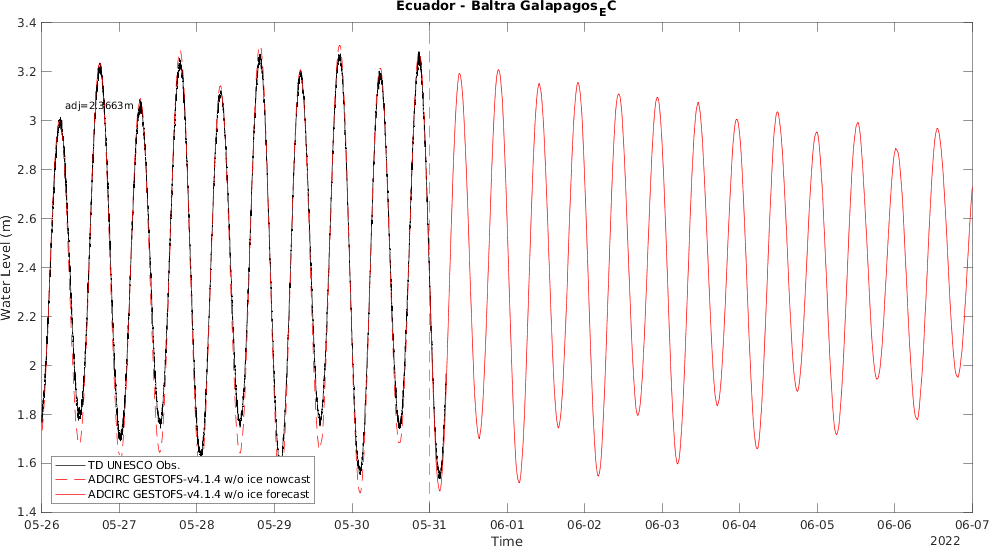 Ecuador - Baltra Galapagos_EC
3.4
3.2
3
2.8
2.6
2.4
2.2
2
1.8
1.6
1.4
Water Level (m)
adj=2.3663m
TD UNESCO Obs.
ADCIRC GESTOFS-v4.1.4 w/o ice nowcast
ADCIRC GESTOFS-v4.1.4 w/o ice forecast
05-26 05-27 05-28 05-29 05-30 05-31 06-01 06-02 06-03 06-04 06-05 06-06 06-07
Time
2022